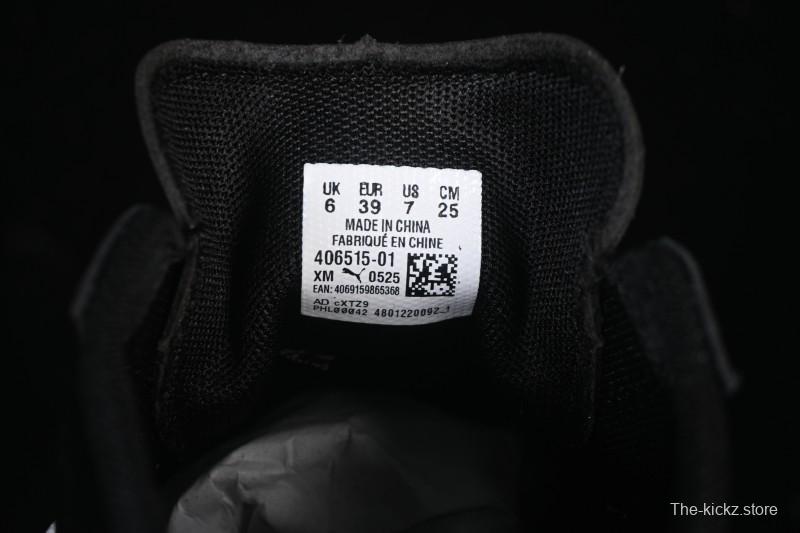 UK EUR US CM
6 39 7 25
MADE IN CHINA
FABRIQUÉ EN CHINE
406515-01
XM 0525
EAN: 4069159865368
AD cXTZ9
PHL00042 4801220092_1
The-kickz.store